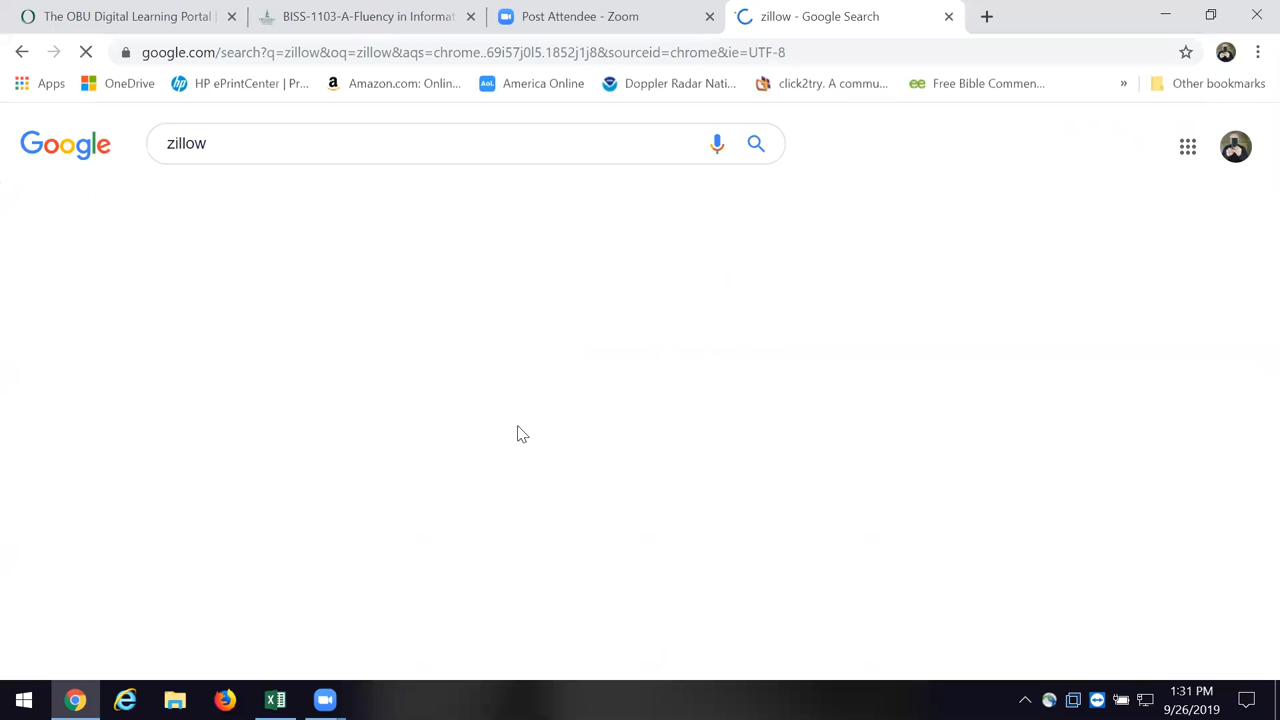 The OBU Digital Learning Portal
BISS-1103-A-Fluency in Informat
Post Attendee - Zoom
zillow - Google Search
google.com/search?q=zillow&oq=zillow&aqs=chrome..69i57j0l5.1852j1j8&sourceid=chrome&ie=UTF-8
Apps
OneDrive
HP ePrintCenter | Pr...
Amazon.com: Onlin...
America Online
Doppler Radar Nati...
click2try. A commu...
Free Bible Commen...
Other bookmarks
Google
zillow
1:31 PM
9/26/2019